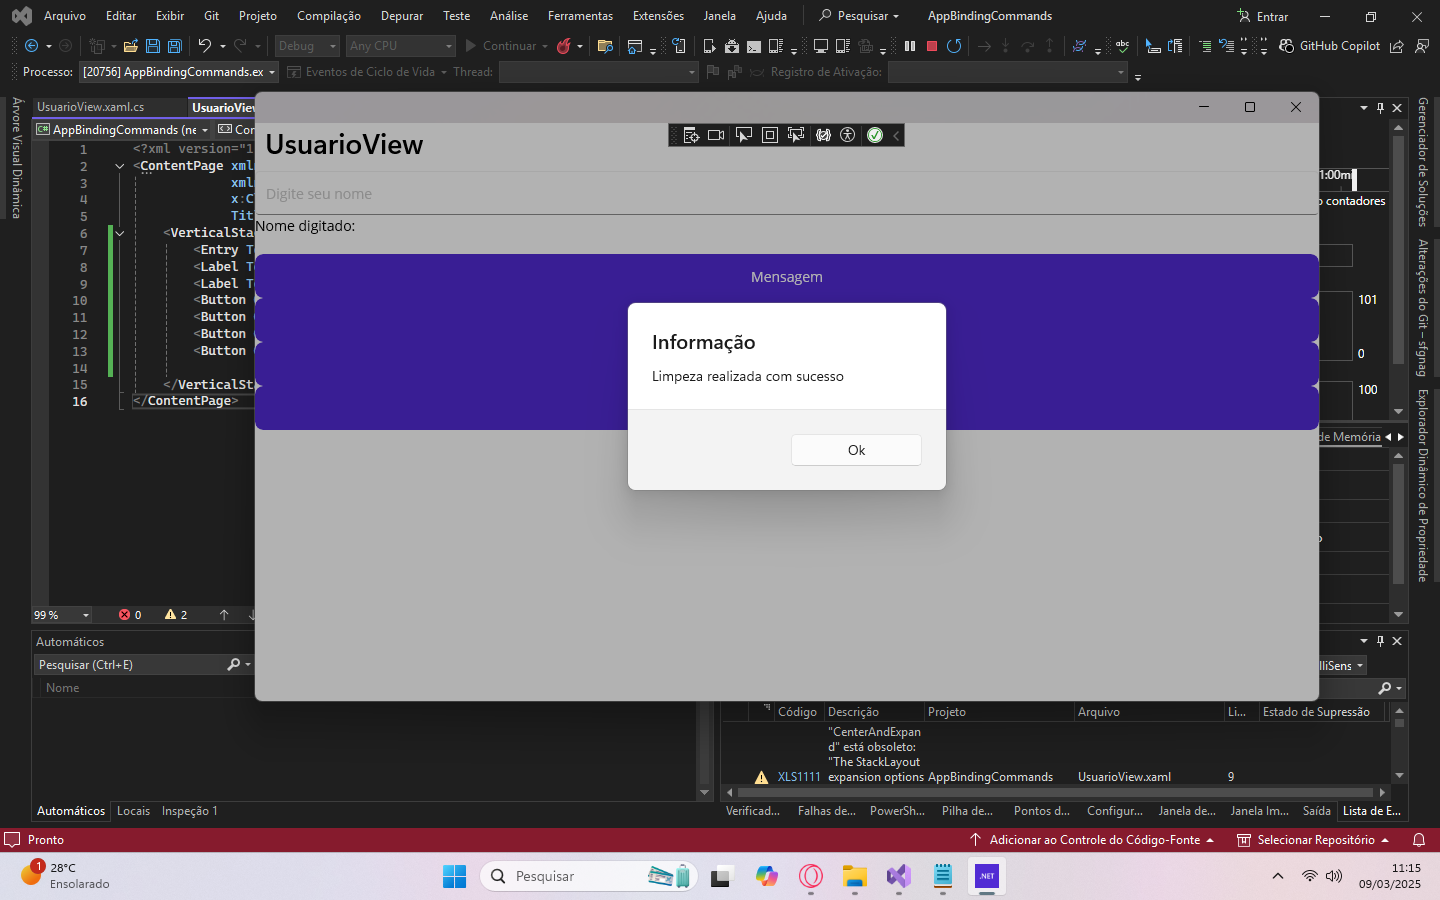 Arquivo Editar Exibir Git Projeto Compilação Depurar Teste Análise Ferramentas Extensões Janela Ajuda Pesquisar AppBindingCommands Entrar
Debug Any CPU Continuar GitHub Copilot
Processo: [20756] AppBindingCommands.ex Eventos de Ciclo de Vida Thread: Registro de Ativação:
Árvore Visual Dinâmica
UsuarioView.xaml.cs UsuarioView
AppBindingCommands (ne Con
1 <?xml version="1
2 <ContentPage xml
3 xml
4 x:C
5 Tit
6 <VerticalSta
7 <Entry T
8 <Label T
9 <Label T
10 <Button
11 <Button
12 <Button
13 <Button
14
15 </VerticalSt
16 </ContentPage>
UsuarioView
Digite seu nome
Nome digitado:
Mensagem
Informação
Limpeza realizada com sucesso
Ok
1:00m
o contadores
101
0
100
de Memória
Gerenciador de Soluções
Alterações do Git – sfgnag
Explorador Dinâmico de Propriedade
99 % 0 2
Automáticos
Pesquisar (Ctrl+E)
Nome
Automáticos Locais Inspeção 1
lliSens
Código Descrição Projeto Arquivo Li... Estado de Supressão
"CenterAndExpan
d" está obsoleto:
"The StackLayout
XLS1111 expansion options AppBindingCommands UsuarioView.xaml 9
Verificad... Falhas de... PowerSh... Pilha de... Pontos d... Configur... Janela de... Janela Im... Saída Lista de E...
Pronto Adicionar ao Controle do Código-Fonte Selecionar Repositório
1
28°C
Ensolarado
Pesquisar
.NET
11:15
09/03/2025